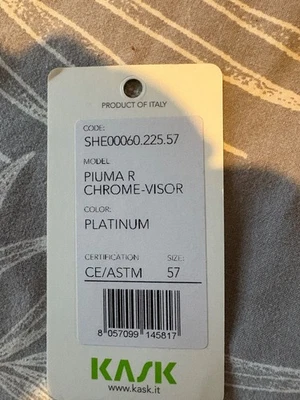 PRODUCT OF ITALY
CODE:
SHE00060.225.57
MODEL:
PIUMA R
CHROME-VISOR
COLOR:
PLATINUM
CERTIFICATION SIZE:
CE/ASTM 57
8 057099 145817
KASK
www.kask.it